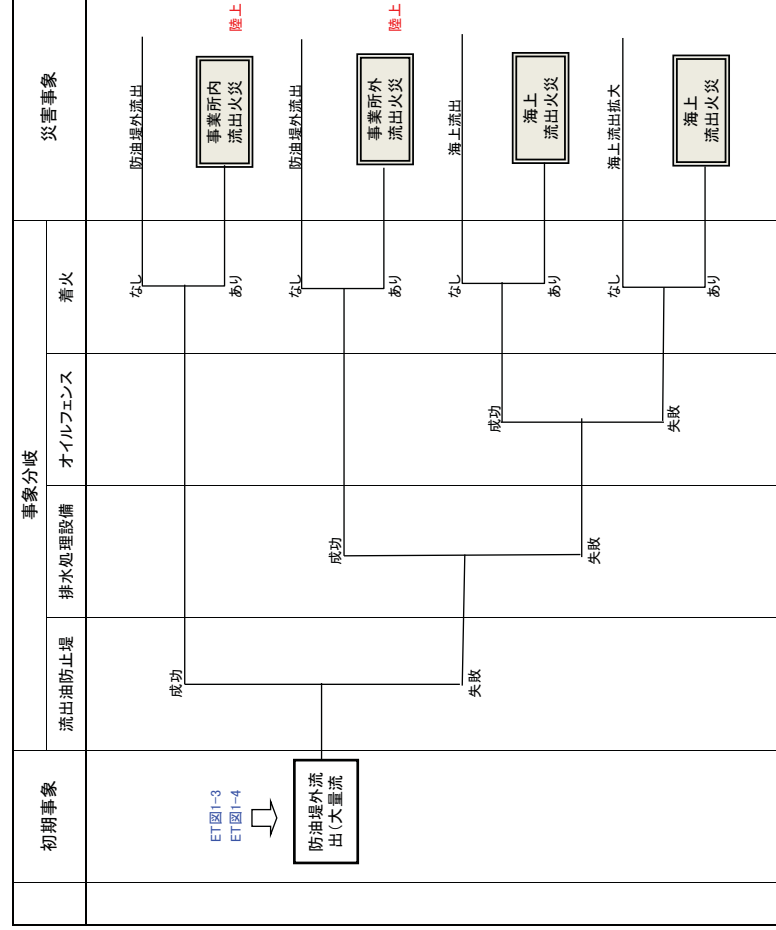 初期事象
事象分岐
災害事象
流出油防止堤
排水処理設備
オイルフェンス
着火
ET図1-3
ET図1-4
防油堤外流
出(大量流
成功
失敗
成功
失敗
成功
失敗
なし
あり
なし
あり
なし
あり
なし
あり
防油堤外流出
事業所内
流出火災
陸上
防油堤外流出
事業所外
流出火災
陸上
海上流出
海上
流出火災
海上流出拡大
海上
流出火災